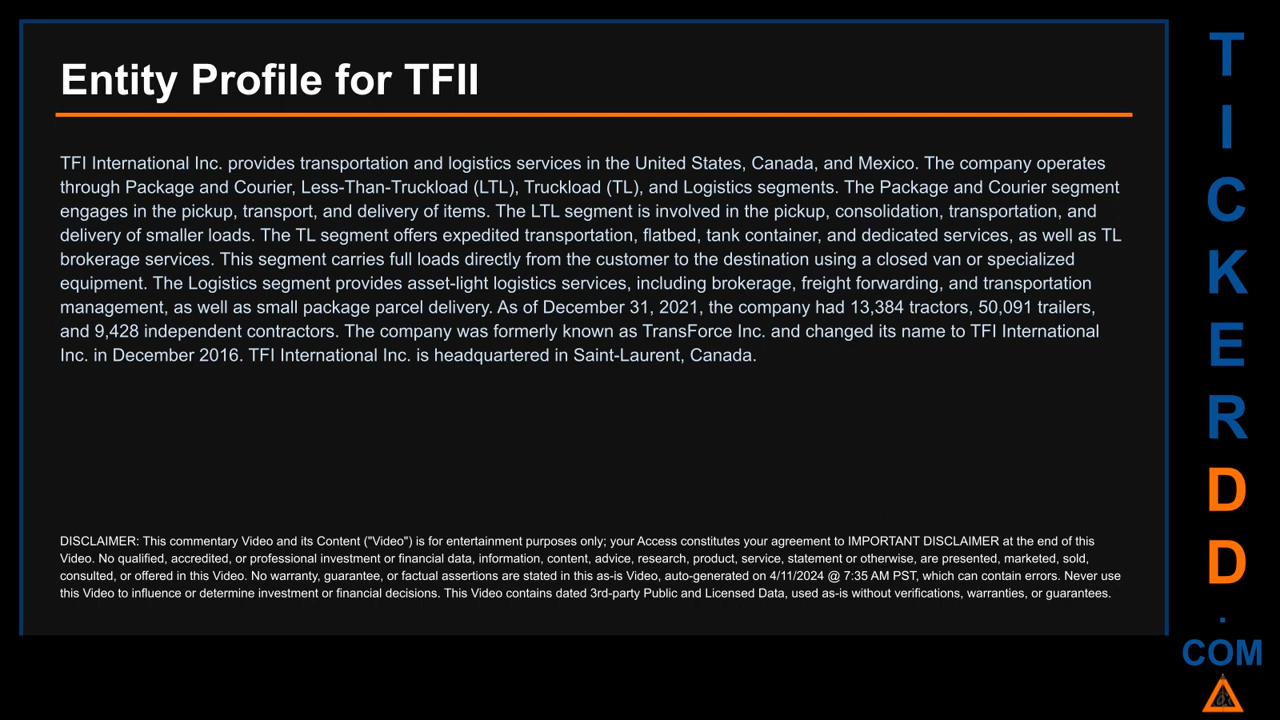 Entity Profile for TFII
TFI International Inc. provides transportation and logistics services in the United States, Canada, and Mexico. The company operates
through Package and Courier, Less-Than-Truckload (LTL), Truckload (TL), and Logistics segments. The Package and Courier segment
engages in the pickup, transport, and delivery of items. The LTL segment is involved in the pickup, consolidation, transportation, and
delivery of smaller loads. The TL segment offers expedited transportation, flatbed, tank container, and dedicated services, as well as TL
brokerage services. This segment carries full loads directly from the customer to the destination using a closed van or specialized
equipment. The Logistics segment provides asset-light logistics services, including brokerage, freight forwarding, and transportation
management, as well as small package parcel delivery. As of December 31, 2021, the company had 13,384 tractors, 50,091 trailers,
and 9,428 independent contractors. The company was formerly known as TransForce Inc. and changed its name to TFI International
Inc. in December 2016. TFI International Inc. is headquartered in Saint-Laurent, Canada.
DISCLAIMER: This commentary Video and its Content ("Video") is for entertainment purposes only; your Access constitutes your agreement to IMPORTANT DISCLAIMER at the end of this
Video. No qualified, accredited, or professional investment or financial data, information, content, advice, research, product, service, statement or otherwise, are presented, marketed, sold,
consulted, or offered in this Video. No warranty, guarantee, or factual assertions are stated in this as-is Video, auto-generated on 4/11/2024 @ 7:35 AM PST, which can contain errors. Never use
this Video to influence or determine investment or financial decisions. This Video contains dated 3rd-party Public and Licensed Data, used as-is without verifications, warranties, or guarantees.
T
I
C
K
E
R
D
D
.
COM